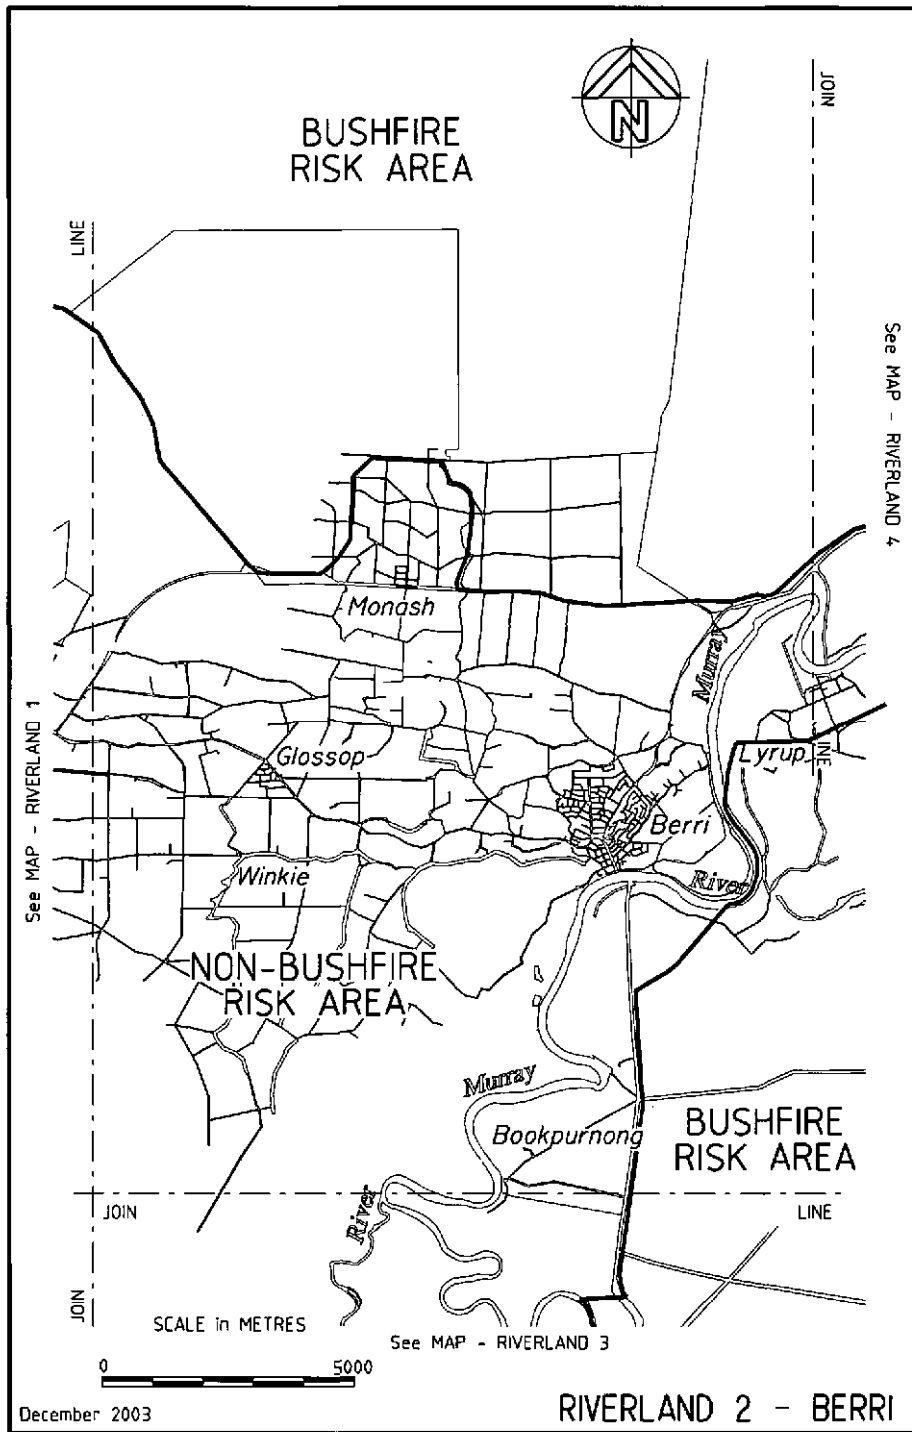 N
JOIN
BUSHFIRE
RISK AREA
LINE
See MAP - RIVERLAND 4
Monash
Murray
See MAP - RIVERLAND 1
Glossop
Lyrup
LINE
Berri
Winkie
River
NON-BUSHFIRE
RISK AREA
Murray
BUSHFIRE
RISK AREA
Bookpurnong
River
JOIN
LINE
JOIN
SCALE in METRES
See MAP - RIVERLAND 3
0
5000
December 2003
RIVERLAND 2 - BERRI